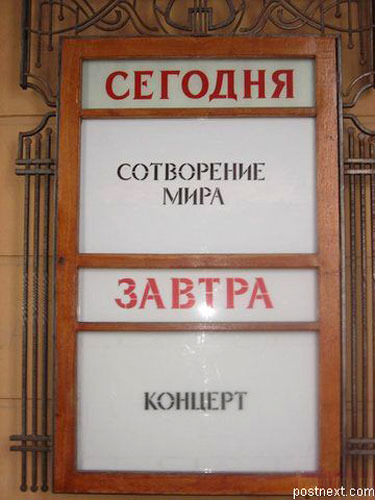 СЕГОДНЯ
СОТВОРЕНИЕ
МИРА
ЗАВТРА
КОНЦЕРТ
postnext.com